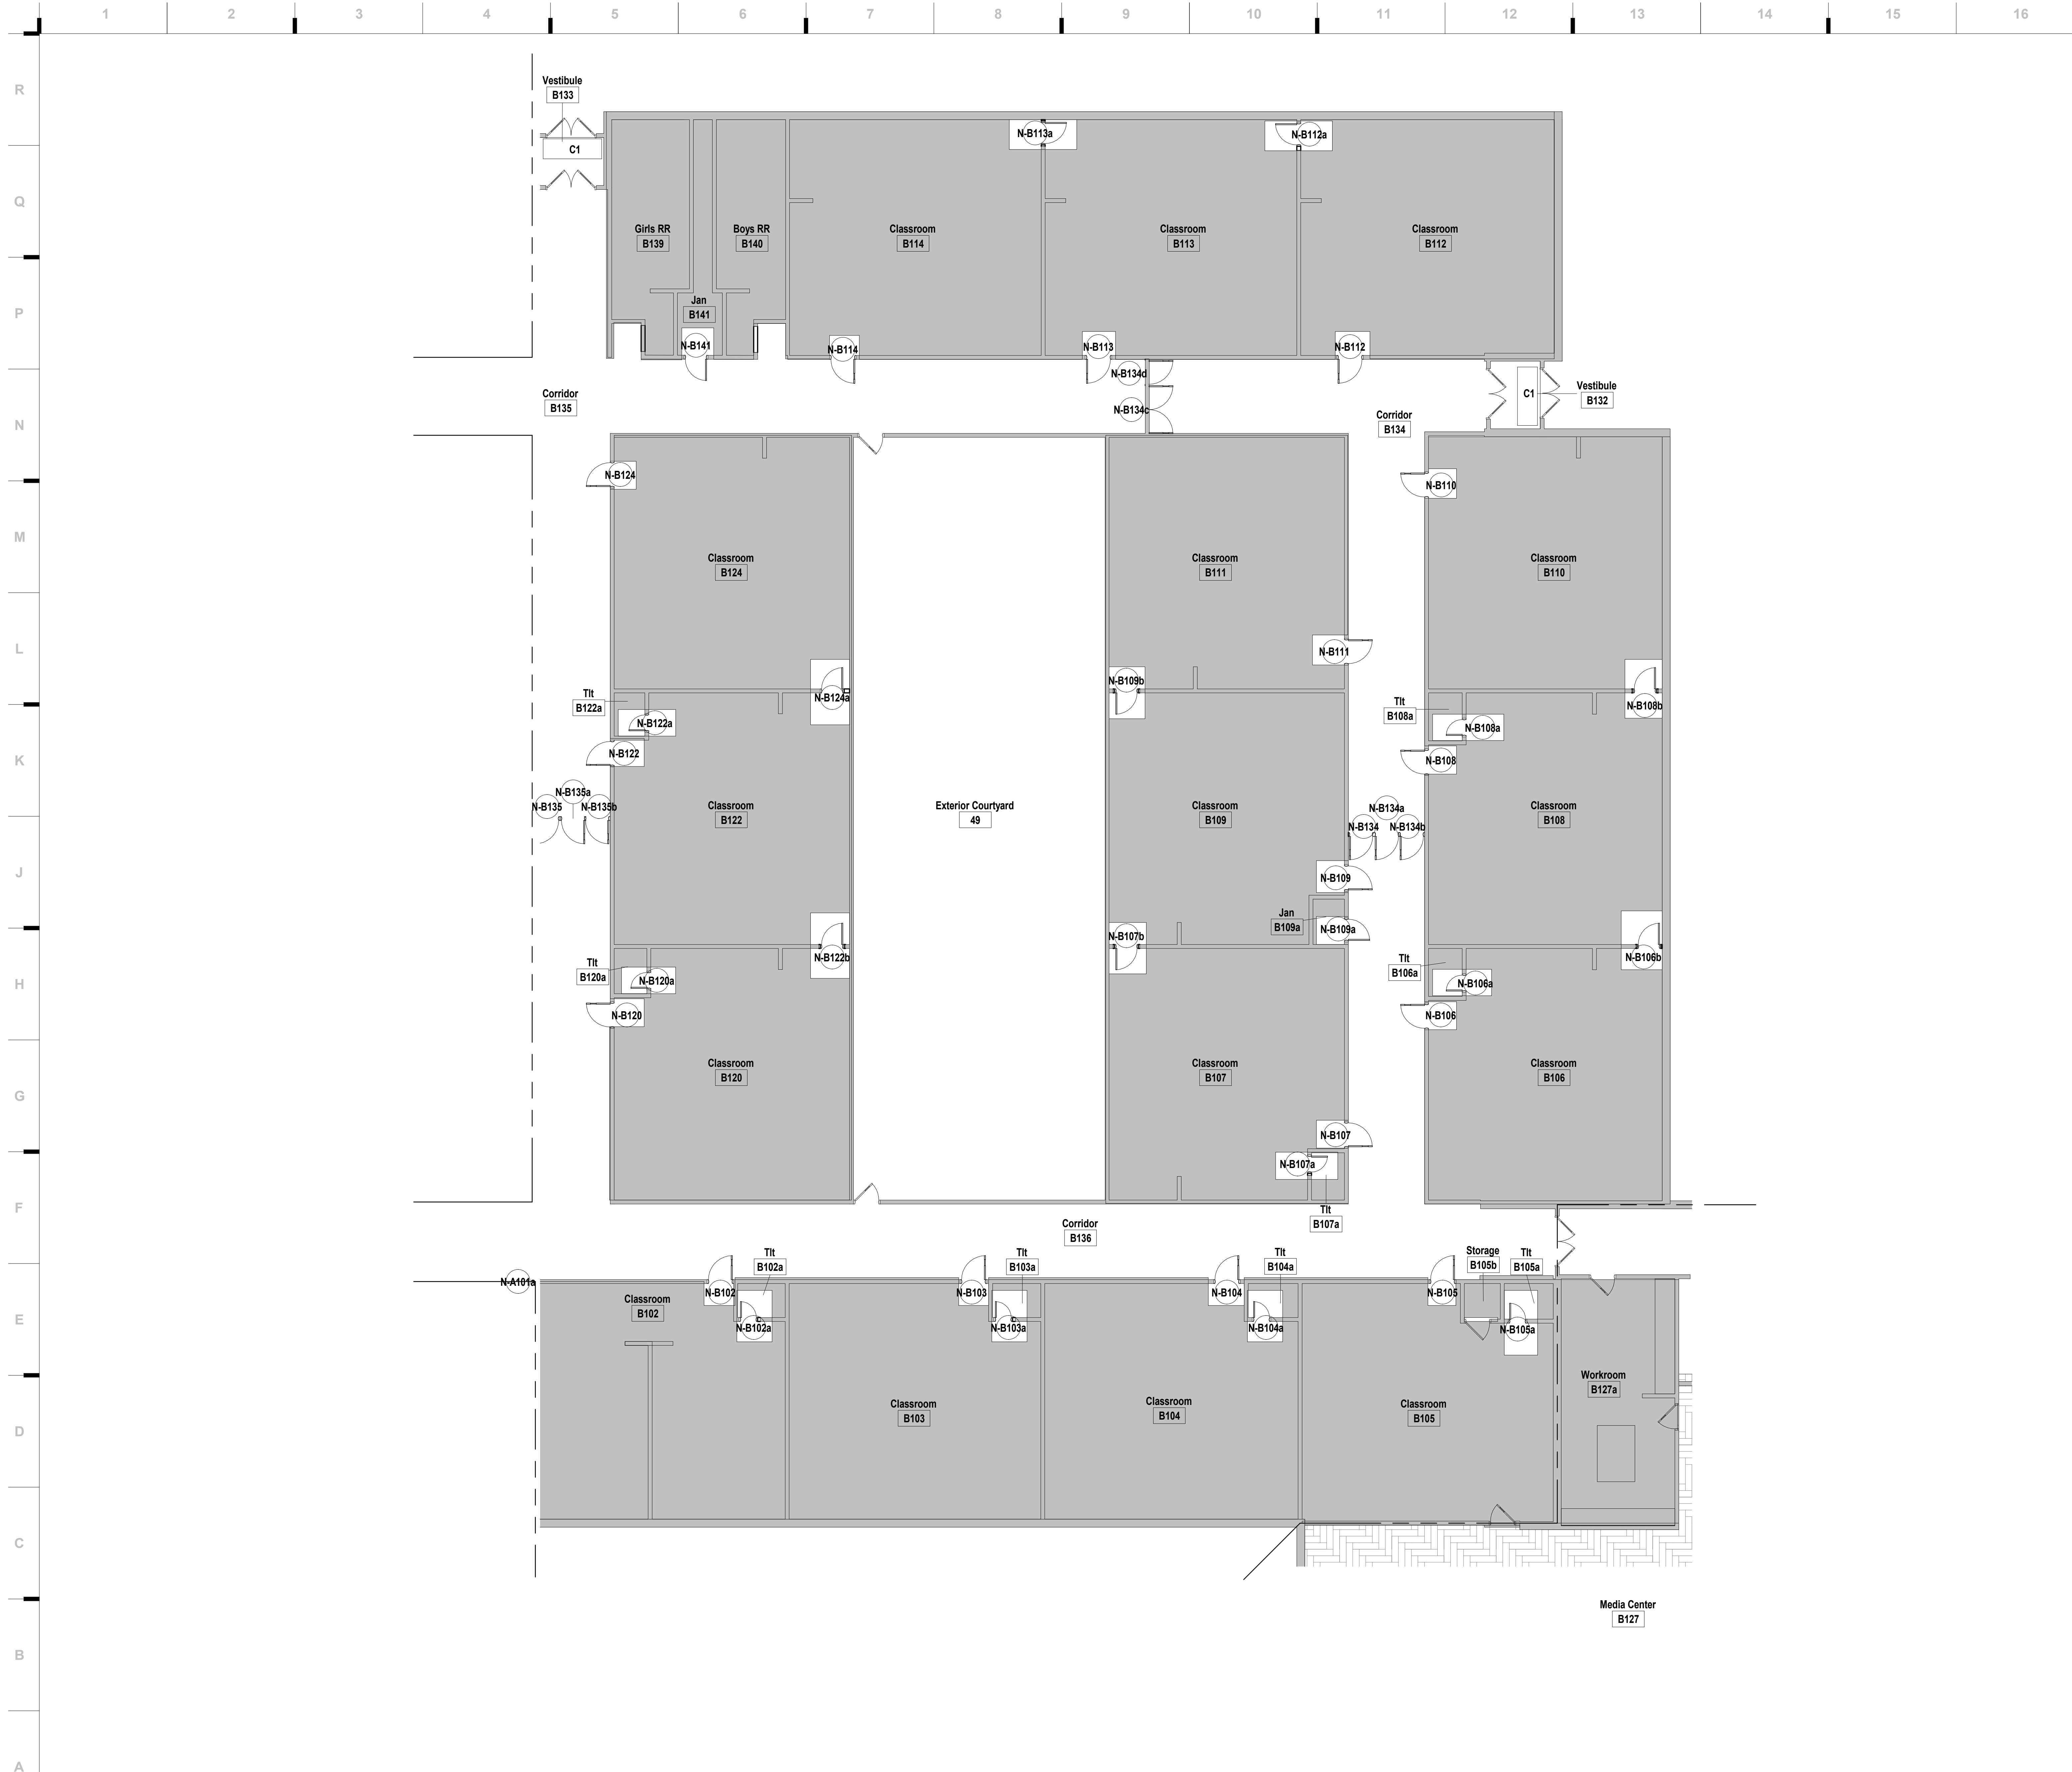 1 2 3 4 5 6 7 8 9 10 11 12 13 14 15 16
R
Vestibule
B133
C1
N-B113a
N-B112a
Q
Girls RR
B139
Boys RR
B140
Classroom
B114
Classroom
B113
Classroom
B112
P
Jan
B141
N-B141
N-B114
N-B113
N-B112
N-B134d
N-B134c
Corridor
B135
C1
Vestibule
B132
N
Corridor
B134
N-B124
N-B110
M
Classroom
B124
Classroom
B111
Classroom
B110
L
N-B111
N-B109b
N-B124a
N-B108b
Tlt
B122a
N-B122a
Tlt
B108a
N-B108a
K
N-B122
N-B108
N-B135a
N-B135
N-B135b
Classroom
B122
Exterior Courtyard
49
Classroom
B109
N-B134a
N-B134
N-B134b
Classroom
B108
J
N-B109
Jan
B109a
N-B109a
N-B107b
N-B122b
N-B106b
H
Tlt
B120a
N-B120a
Tlt
B106a
N-B106a
N-B120
N-B106
Classroom
B120
Classroom
B107
Classroom
B106
G
N-B107
N-B107a
F
Tlt
B107a
Corridor
B136
Tlt
B102a
Tlt
B103a
Tlt
B104a
Storage
B105b
Tlt
B105a
N-A101a
N-B102
N-B103
N-B104
N-B105
Classroom
B102
E
N-B102a
N-B103a
N-B104a
N-B105a
Workroom
B127a
Classroom
B103
Classroom
B104
Classroom
B105
D
C
Media Center
B127
B
A